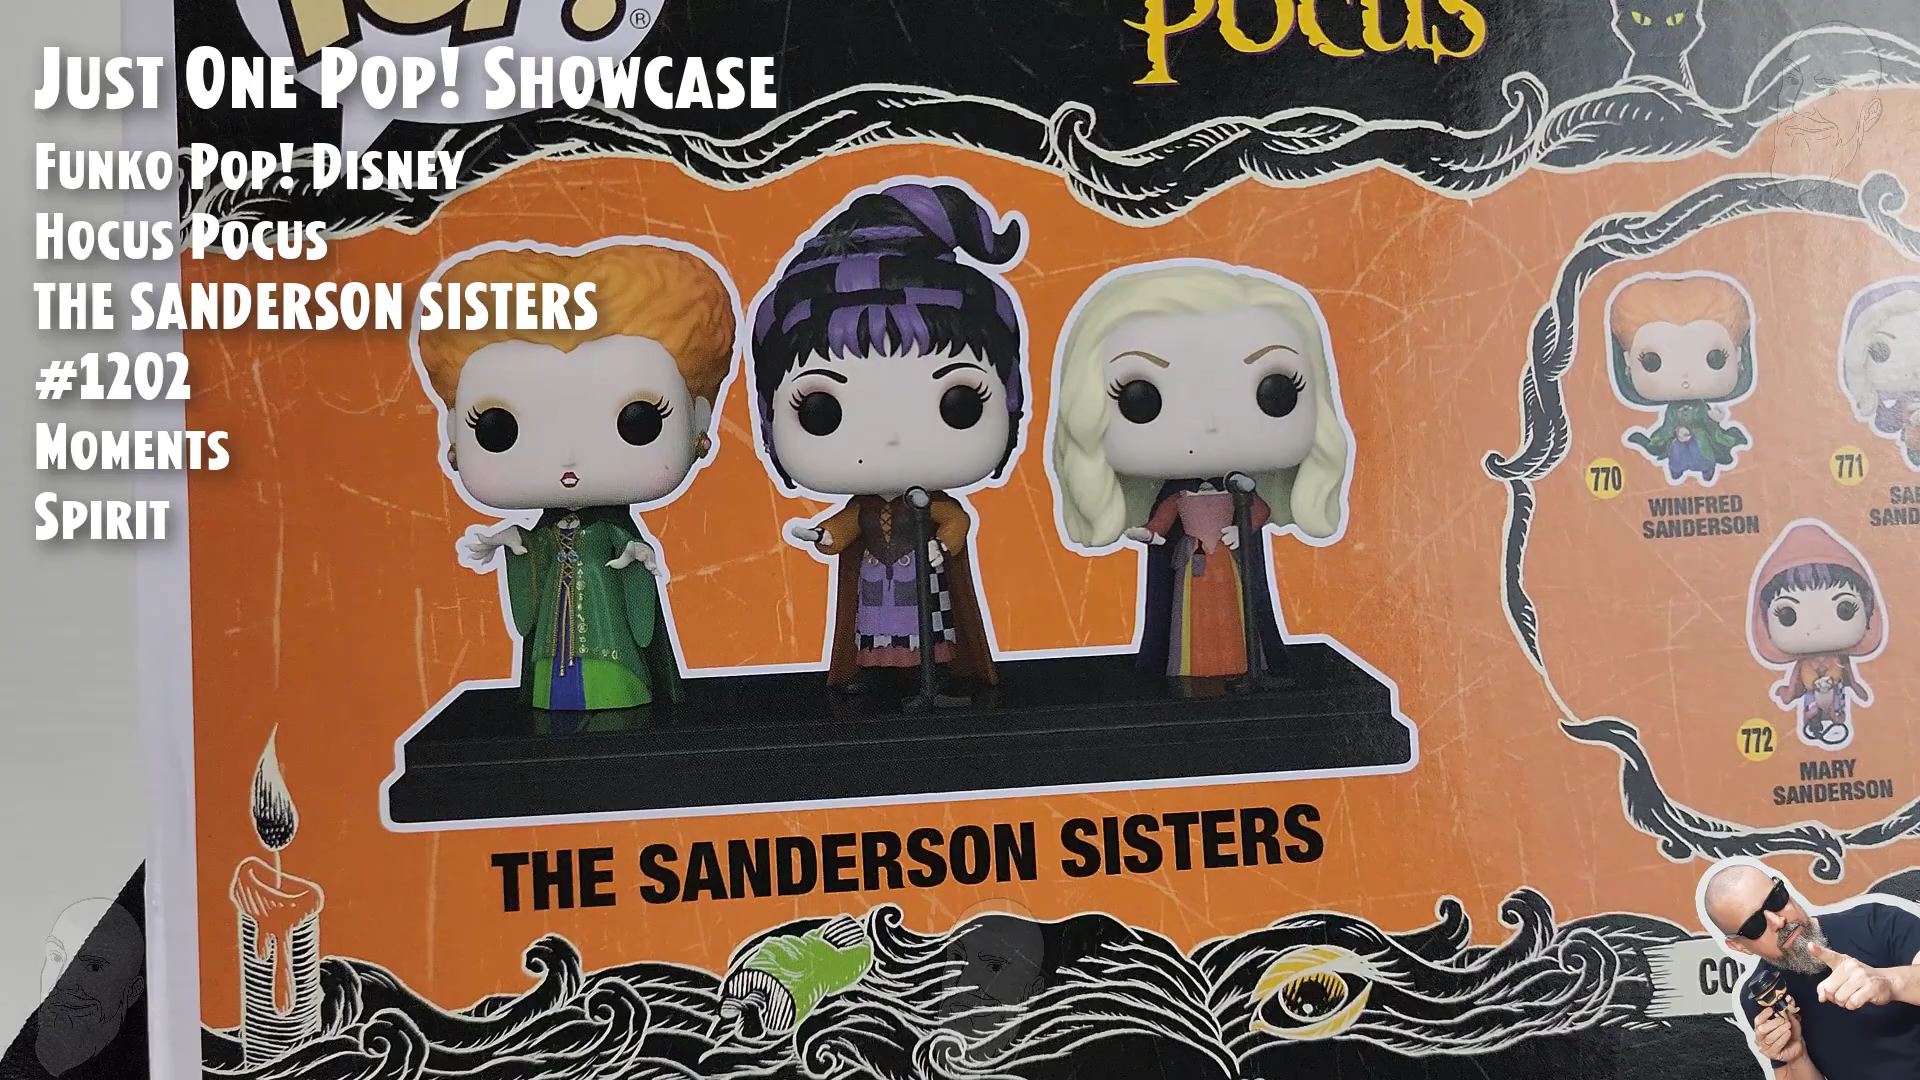 POP! ®
Pocus
Just One Pop! Showcase
Funko Pop! Disney
Hocus Pocus
THE SANDERSON SISTERS
#1202
Moments
Spirit
770
WINIFRED
SANDERSON
771
772
MARY
SANDERSON
THE SANDERSON SISTERS